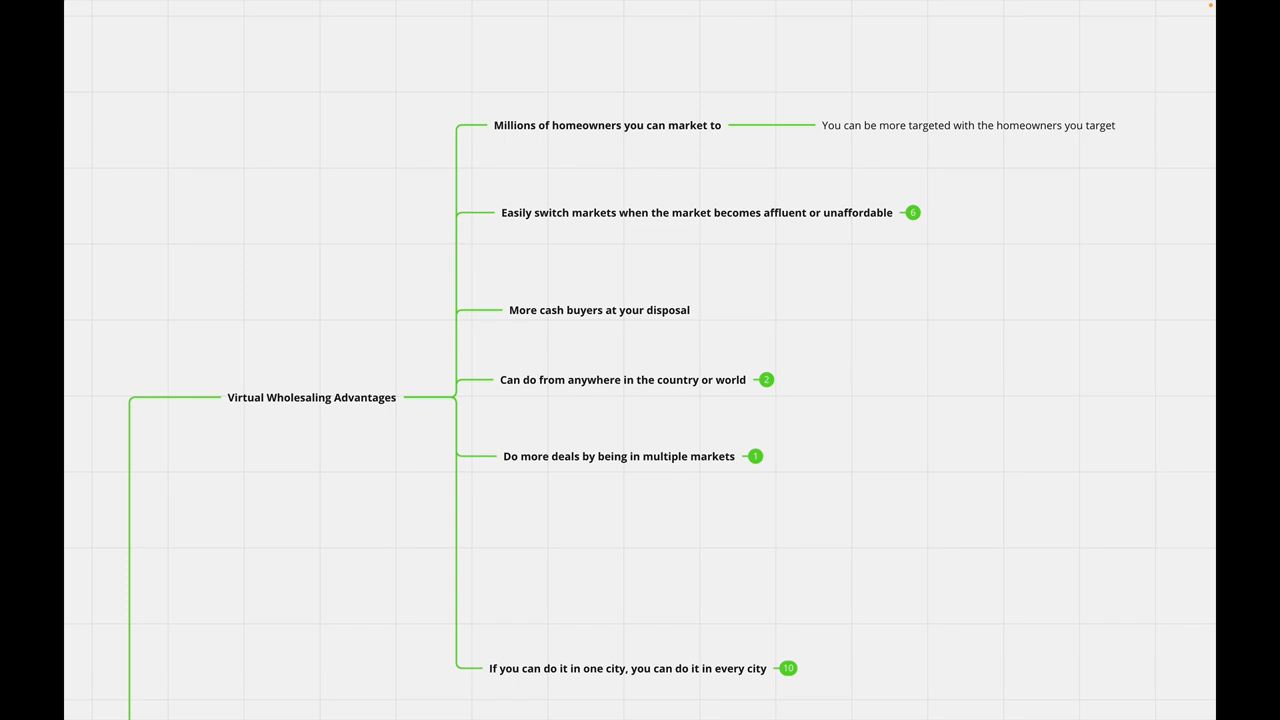 Millions of homeowners you can market to
You can be more targeted with the homeowners you target
Easily switch markets when the market becomes affluent or unaffordable
6
More cash buyers at your disposal
Can do from anywhere in the country or world
2
Virtual Wholesaling Advantages
Do more deals by being in multiple markets
1
If you can do it in one city, you can do it in every city
10